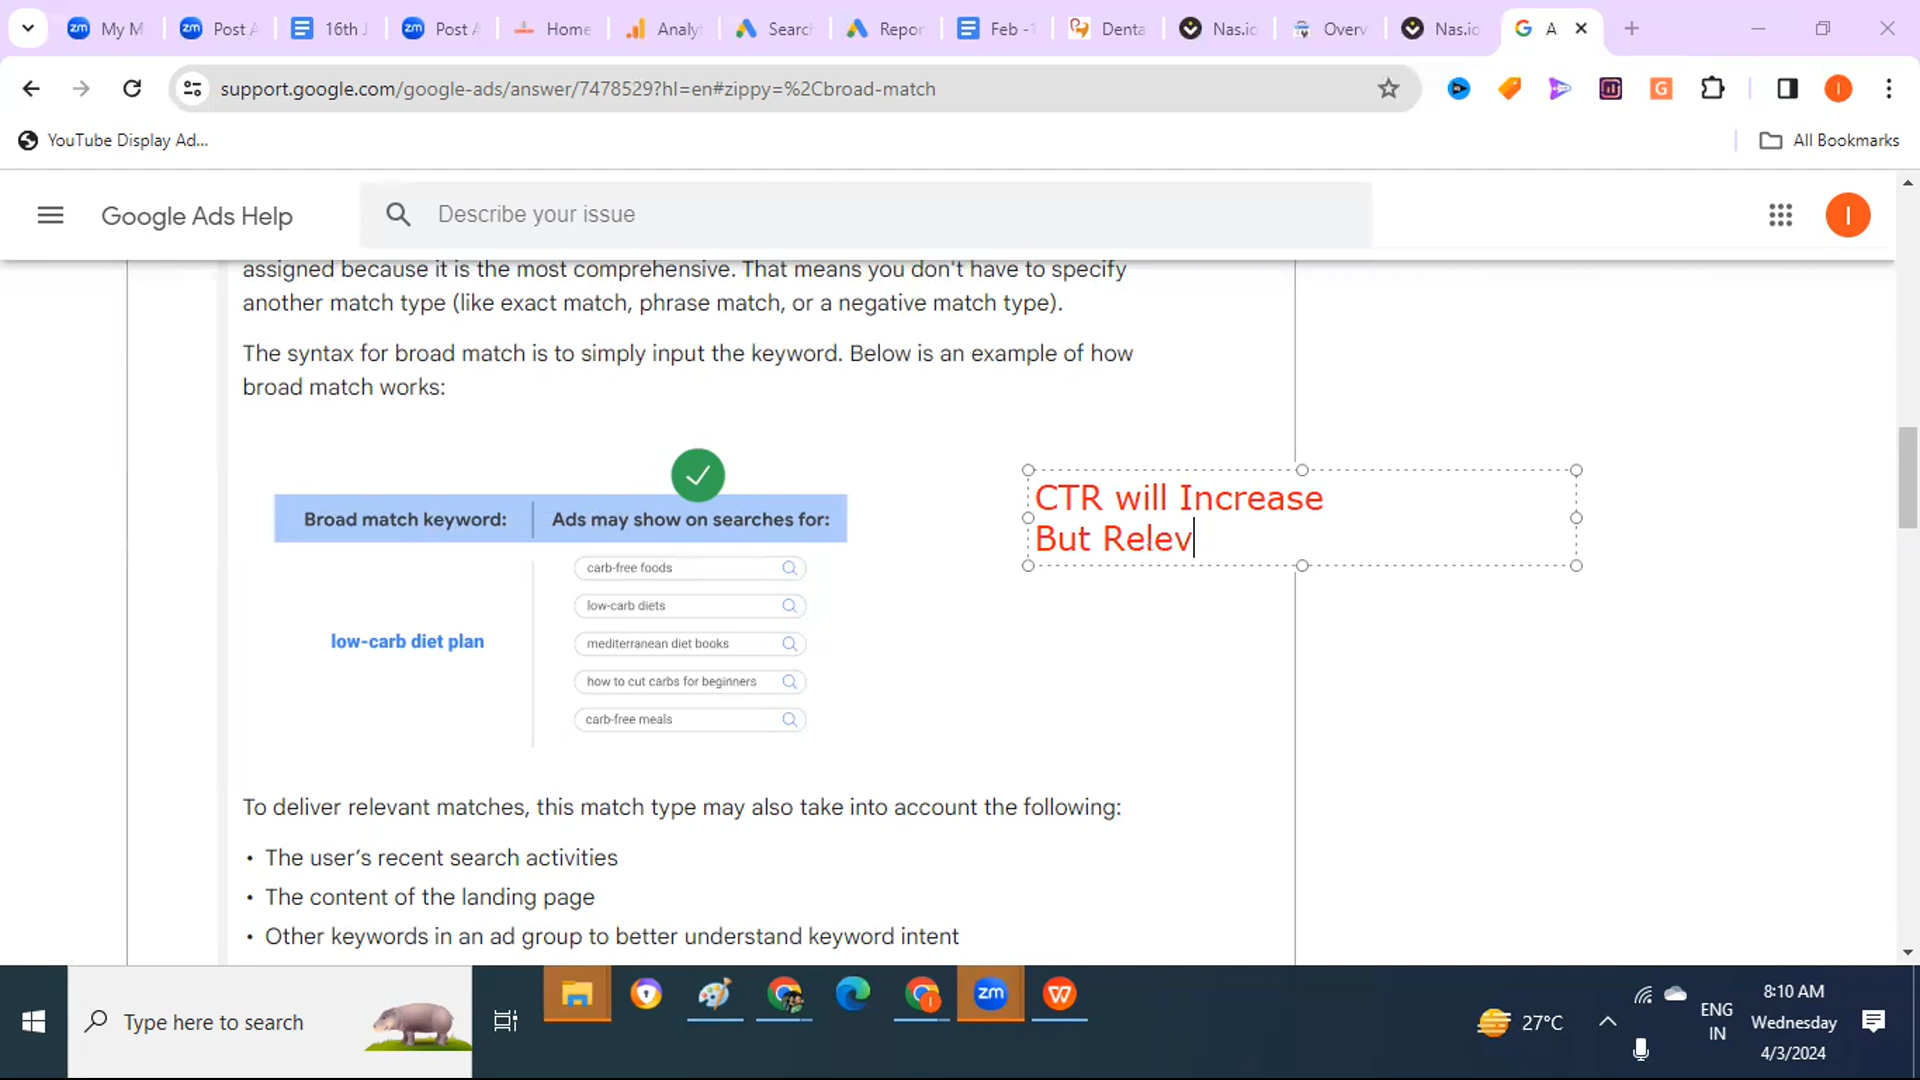 My M
Post A
16th J
Post A
Home
Analyt
Search
Repor
Feb -1
Denta
Nas.io
Overv
Nas.io
A
support.google.com/google-ads/answer/7478529?hl=en#zippy=%2Cbroad-match
YouTube Display Ad...
All Bookmarks
Google Ads Help
Describe your issue
assigned because it is the most comprehensive. That means you don't have to specify
another match type (like exact match, phrase match, or a negative match type).
The syntax for broad match is to simply input the keyword. Below is an example of how
broad match works:
CTR will Increase
But Relev
Broad match keyword:
Ads may show on searches for:
carb-free foods
low-carb diets
low-carb diet plan
mediterranean diet books
how to cut carbs for beginners
carb-free meals
To deliver relevant matches, this match type may also take into account the following:
• The user's recent search activities
• The content of the landing page
• Other keywords in an ad group to better understand keyword intent
Type here to search
zm
27°C
ENG
IN
8:10 AM
Wednesday
4/3/2024